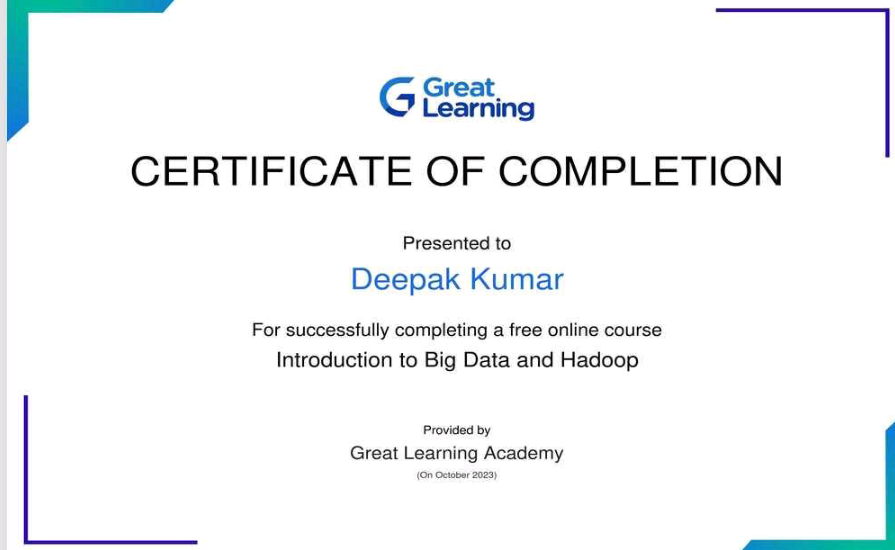 Great
Learning
CERTIFICATE OF COMPLETION
Presented to
Deepak Kumar
For successfully completing a free online course
Introduction to Big Data and Hadoop
Provided by
Great Learning Academy
(On October 2023)